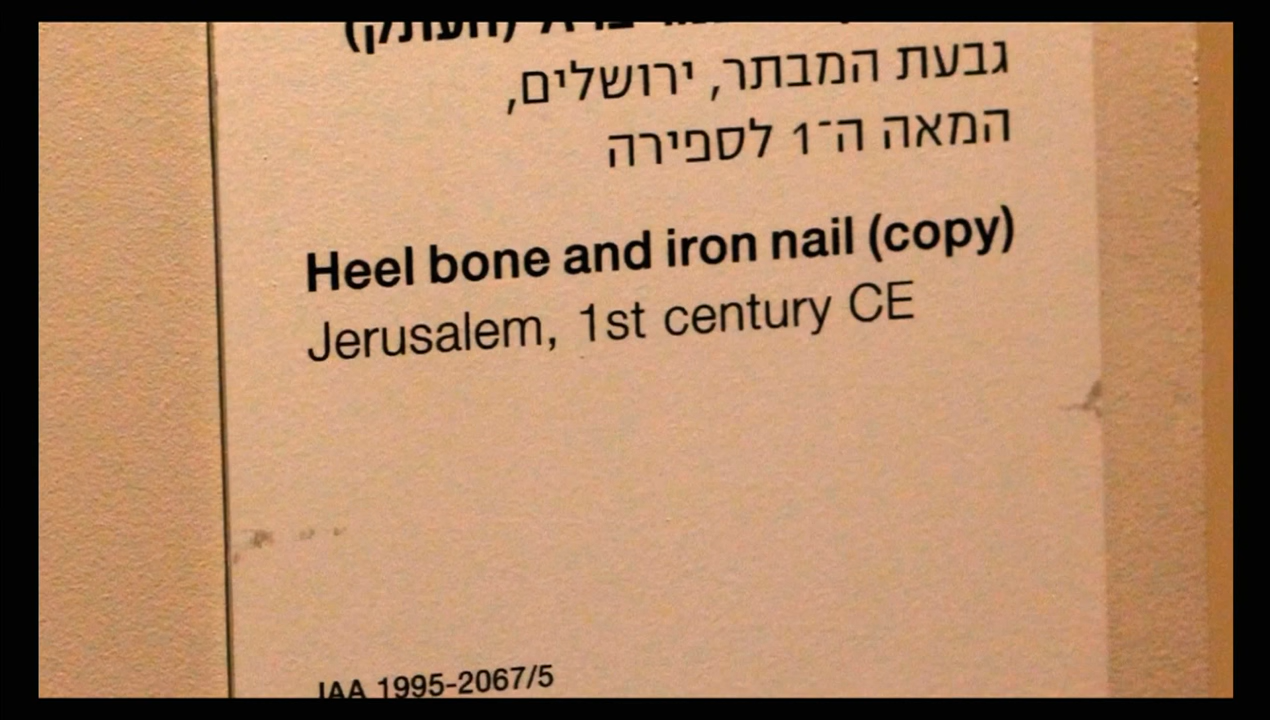 (העתק)
גבעת המבתר, ירושלים,
המאה ה־1 לספירה
Heel bone and iron nail (copy)
Jerusalem, 1st century CE
IAA 1995-2067/5